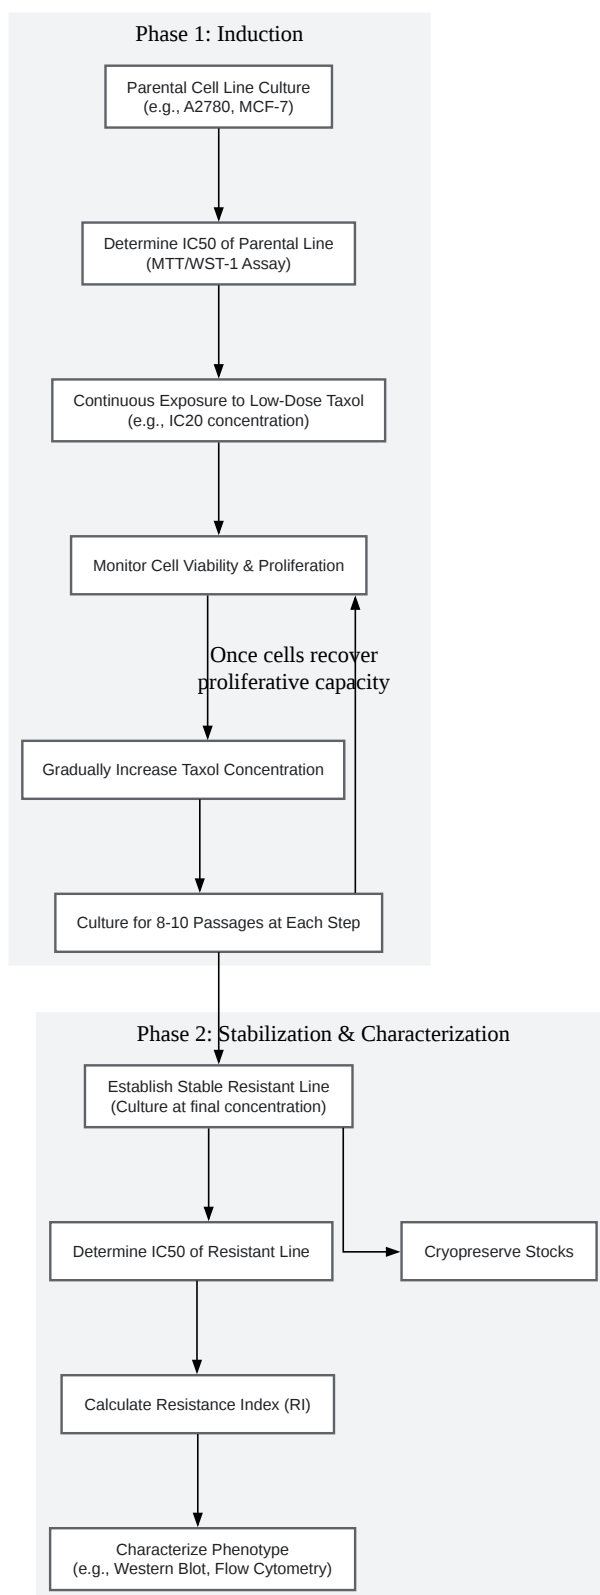 Phase 1: Induction
Parental Cell Line Culture
(e.g., A2780, MCF-7)
Determine IC50 of Parental Line
(MTT/WST-1 Assay)
Continuous Exposure to Low-Dose Taxol
(e.g., IC20 concentration)
Monitor Cell Viability & Proliferation
Once cells recover
proliferative capacity
Gradually Increase Taxol Concentration
Culture for 8-10 Passages at Each Step
Phase 2: Stabilization & Characterization
Establish Stable Resistant Line
(Culture at final concentration)
Determine IC50 of Resistant Line
Cryopreserve Stocks
Calculate Resistance Index (RI)
Characterize Phenotype
(e.g., Western Blot, Flow Cytometry)